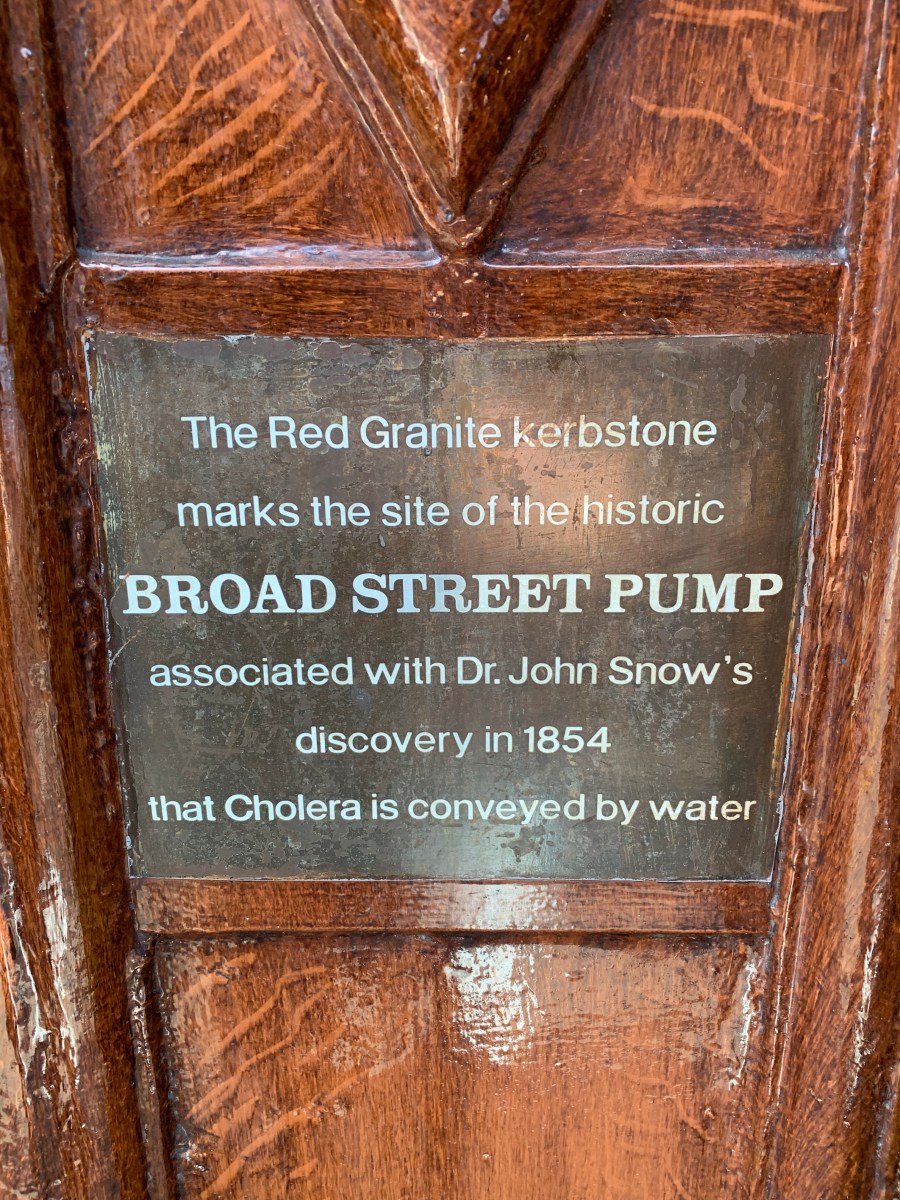 The Red Granite kerbstone
marks the site of the historic
BROAD STREET PUMP
associated with Dr. John Snow's
discovery in 1854
that Cholera is conveyed by water